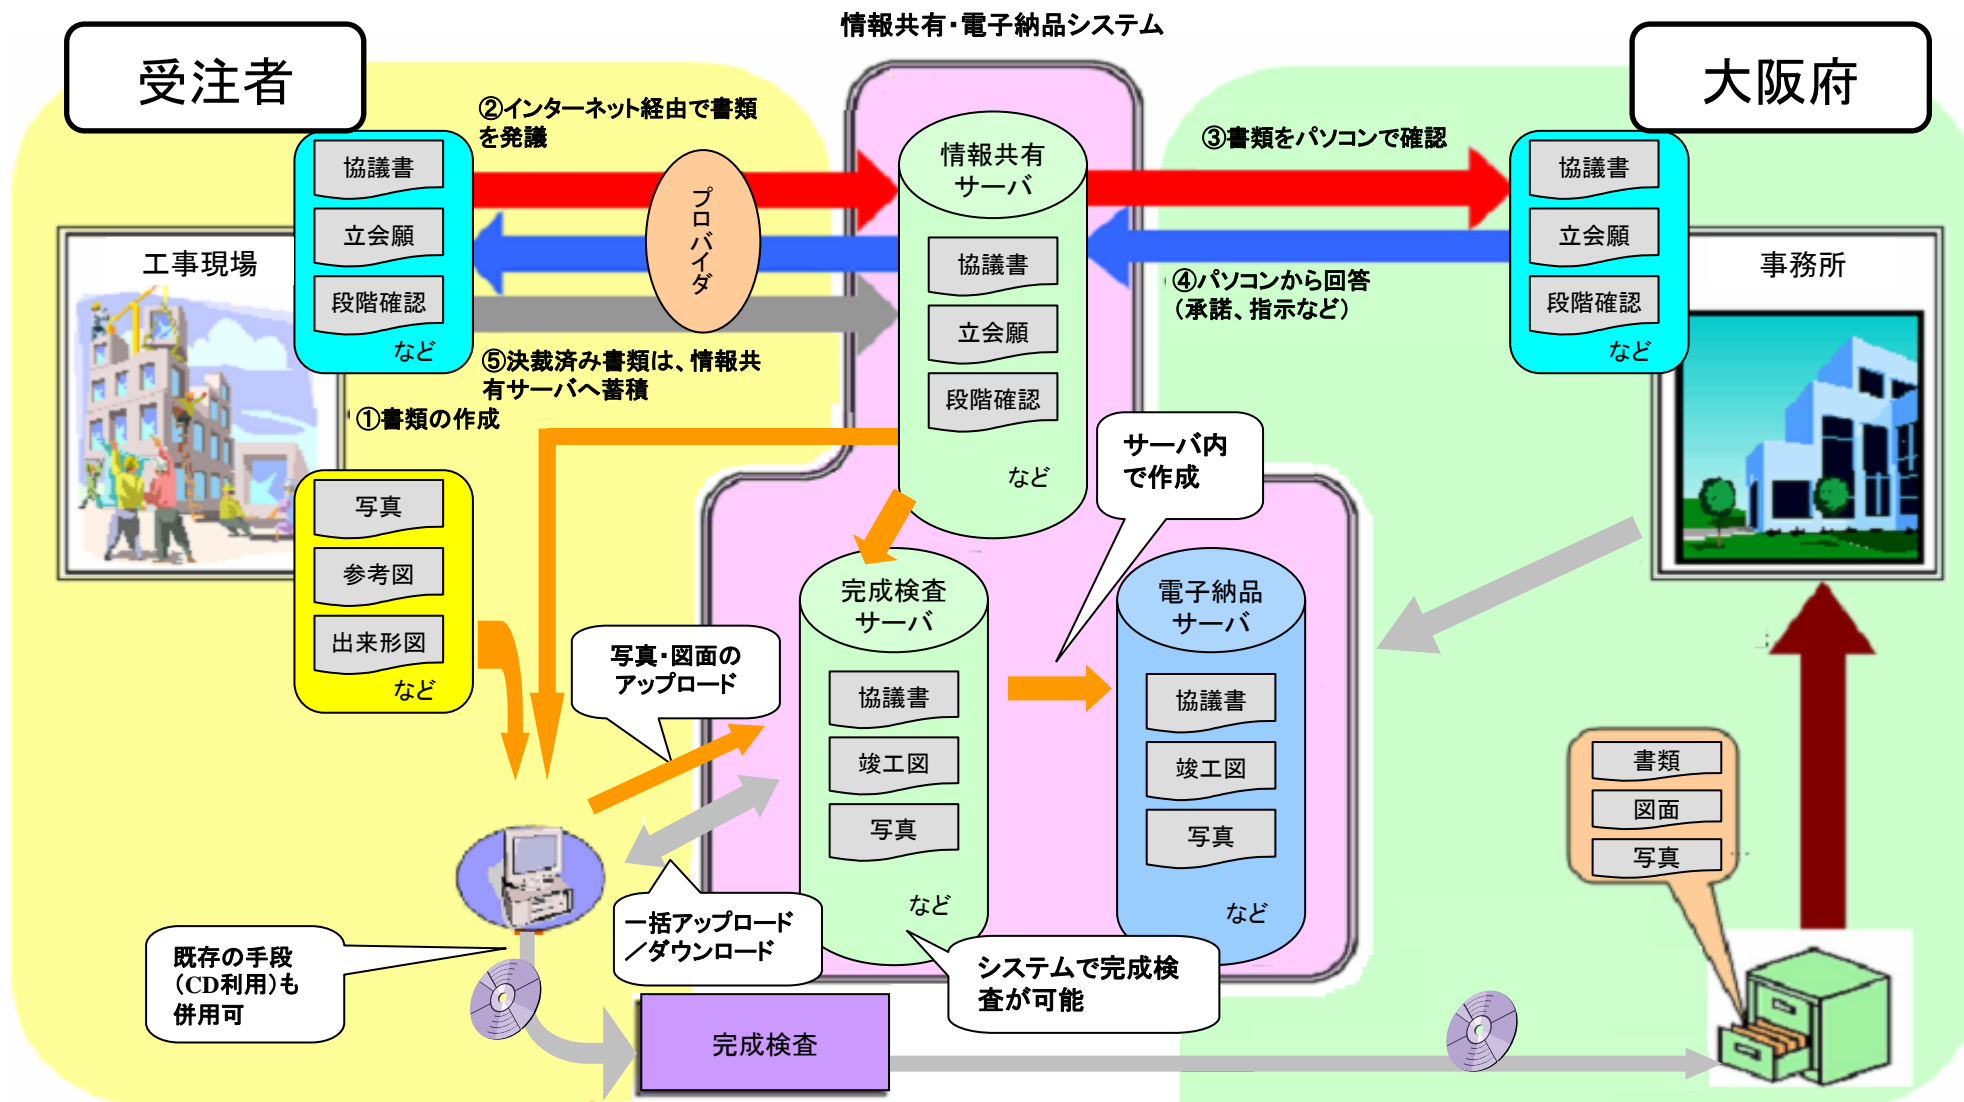 情報共有・電子納品システム
受注者
大阪府
②インターネット経由で書類
を発議
③書類をパソコンで確認
協議書
立会願
段階確認
など
プロバイダ
情報共有
サーバ
協議書
立会願
段階確認
など
協議書
立会願
段階確認
など
工事現場
事務所
④パソコンから回答
（承諾、指示など）
⑤決裁済み書類は、情報共
有サーバへ蓄積
①書類の作成
サーバ内
で作成
写真
参考図
出来形図
など
写真・図面の
アップロード
完成検査
サーバ
協議書
竣工図
写真
など
電子納品
サーバ
協議書
竣工図
写真
など
書類
図面
写真
一括アップロード
／ダウンロード
既存の手段
（CD利用）も
併用可
システムで完成検
査が可能
完成検査